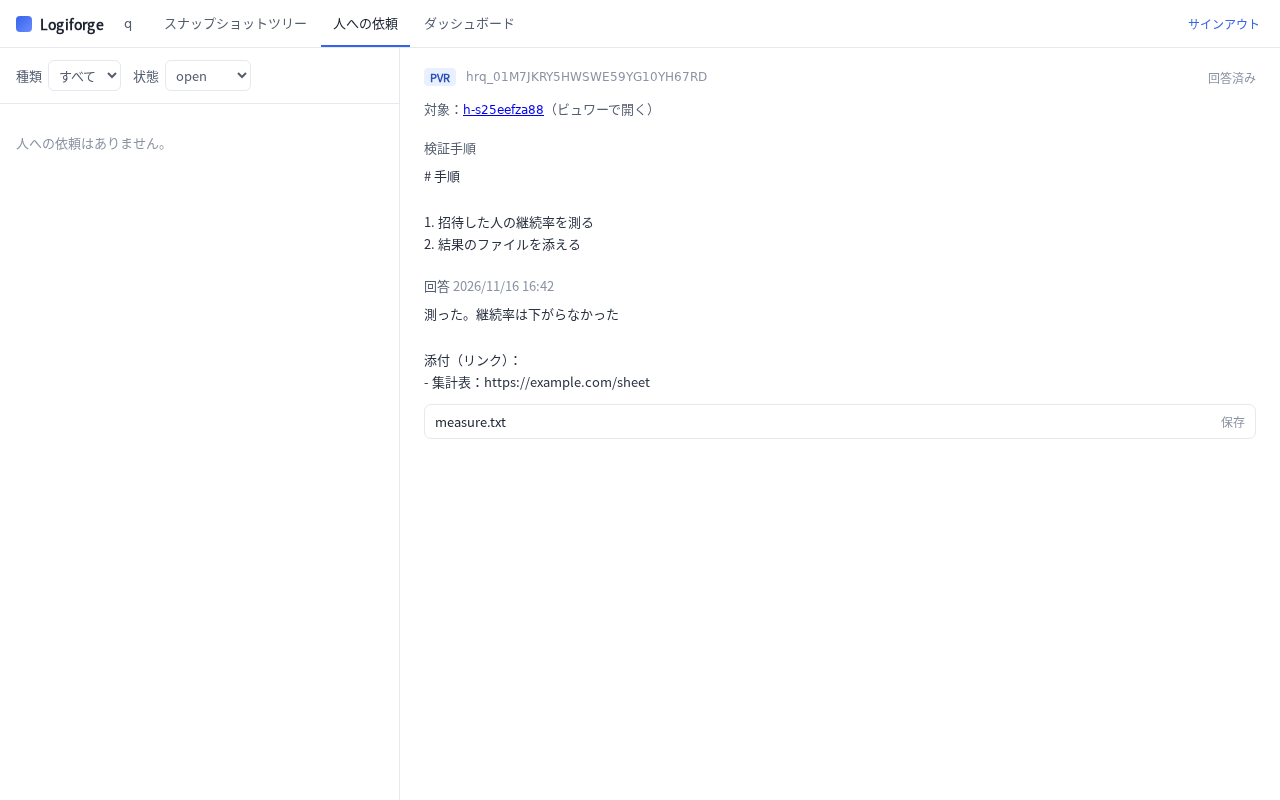 Logiforge q スナップショットツリー 人への依頼 ダッシュボード サインアウト
種類 すべて 状態 open
人への依頼はありません。
PVR hrq_01M7JKRY5HWSWE59YG10YH67RD 回答済み
対象：h-s25eefza88（ビュワーで開く）
検証手順
# 手順
1. 招待した人の継続率を測る
2. 結果のファイルを添える
回答 2026/11/16 16:42
測った。継続率は下がらなかった
添付（リンク）：
- 集計表：https://example.com/sheet
measure.txt 保存